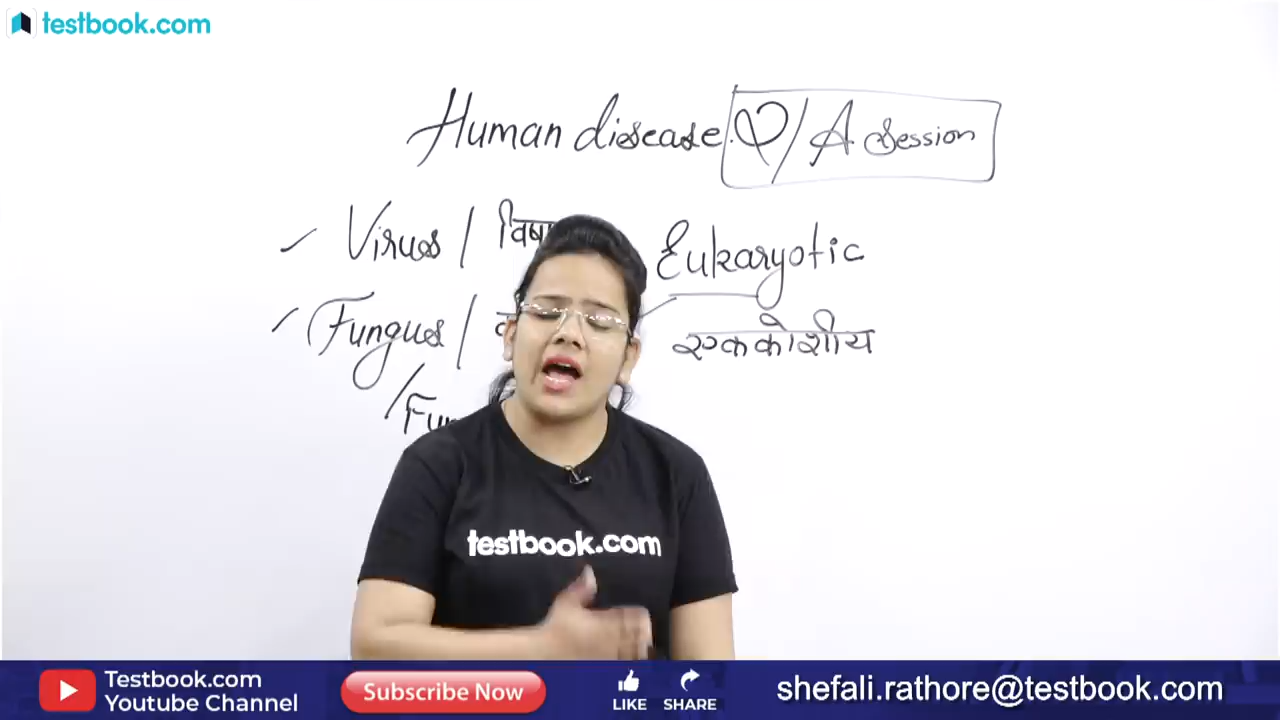 testbook.com
Human disease. Q/A Session
Virus /
Eukaryotic
Fungus /
एककोशीय
/
testbook.com
Testbook.com
Youtube Channel
Subscribe Now
LIKE
SHARE
shefali.rathore@testbook.com